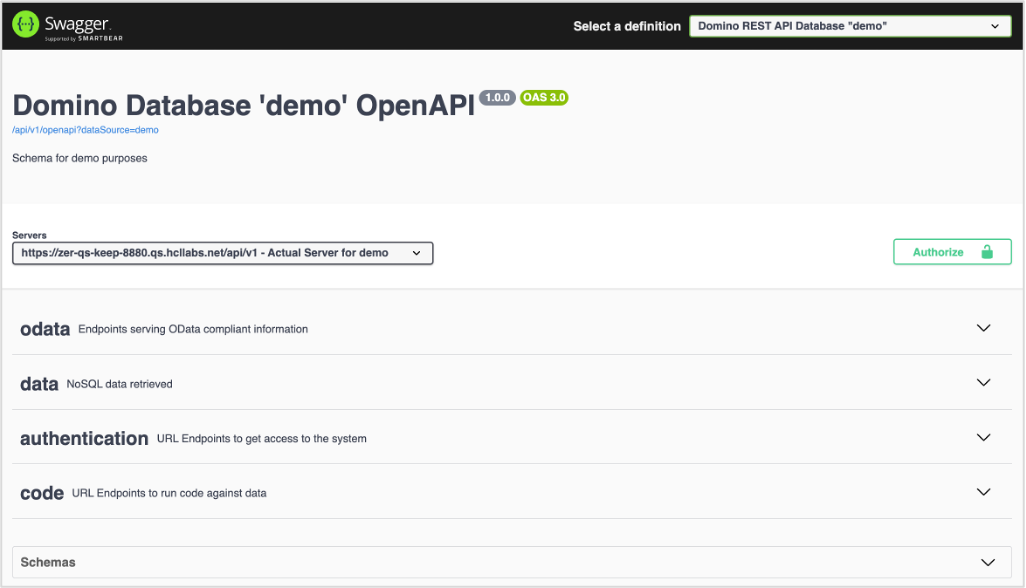 {···} Swagger.
Supported by SMARTBEAR
Select a definition
Domino REST API Database "demo"
Domino Database 'demo' OpenAPI 1.0.0 OAS 3.0
/api/v1/openapi?dataSource=demo
Schema for demo purposes
Servers
https://zer-qs-keep-8880.qs.hcllabs.net/api/v1 - Actual Server for demo
Authorize
odata Endpoints serving OData compliant information
data NoSQL data retrieved
authentication URL Endpoints to get access to the system
code URL Endpoints to run code against data
Schemas